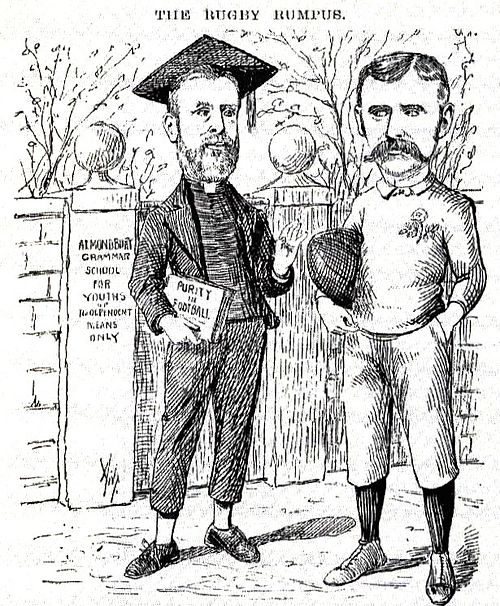 THE RUGBY RUMPUS.
ALMONDBURY
GRAMMAR
SCHOOL
FOR
YOUTHS
OF
INDEPENDENT
MEANS
ONLY
PURITY
IN
FOOTBALL